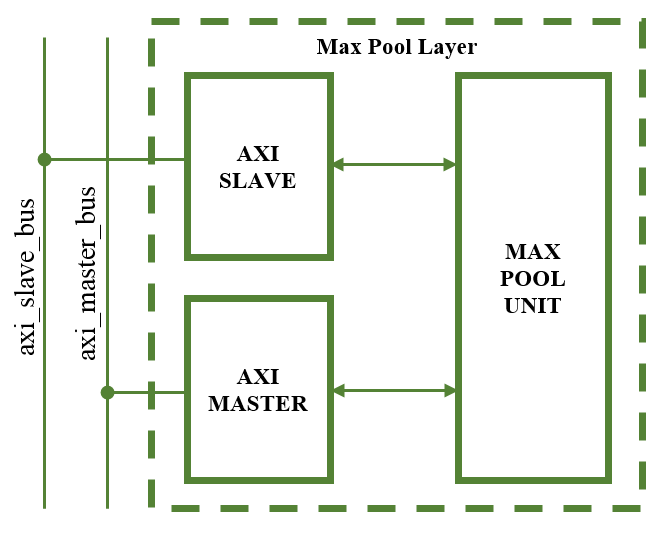 Max Pool Layer
AXI
SLAVE
AXI
MASTER
MAX
POOL
UNIT
axi_slave_bus
axi_master_bus